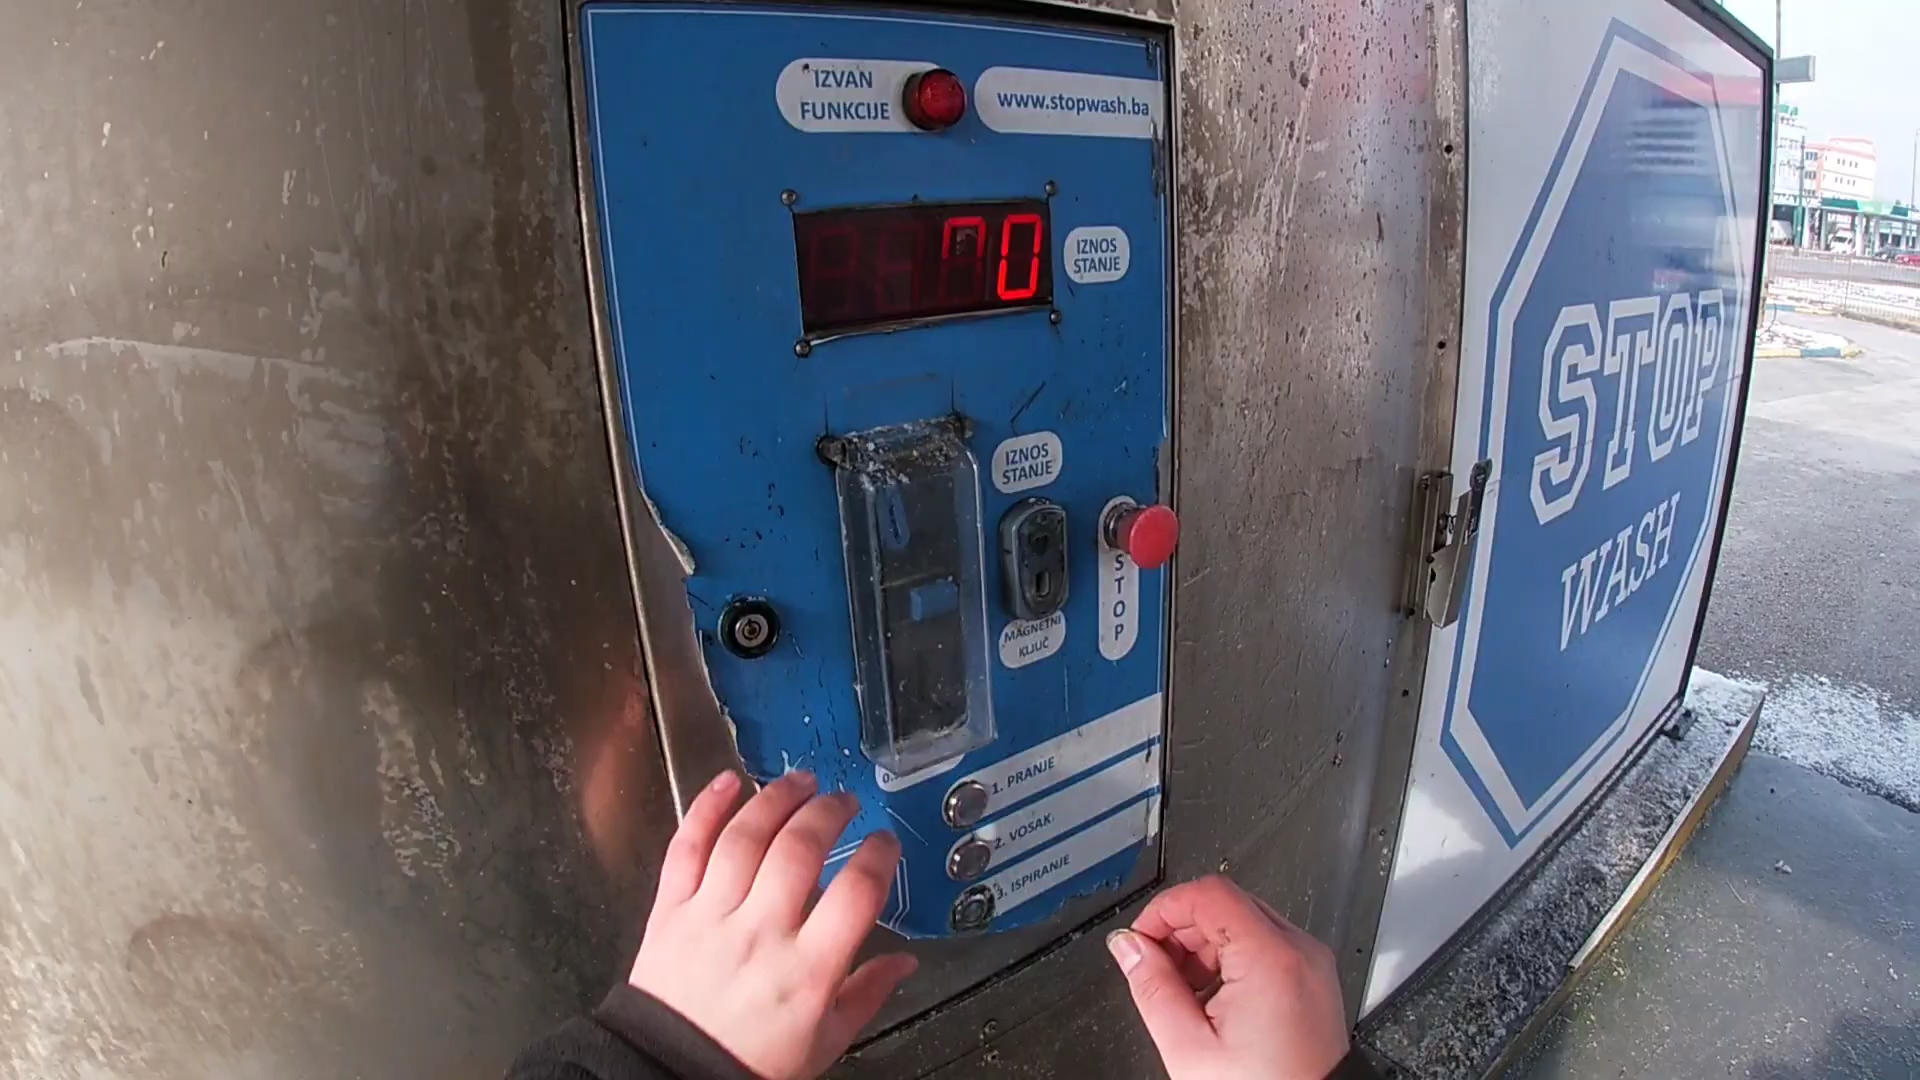 IZVAN
FUNKCIJE
www.stopwash.ba
IZNOS
STANJE
IZNOS
STANJE
MAGNETNI
KLJUČ
STOP
1. PRANJE
2. VOSAK
3. ISPIRANJE
STOP
WASH